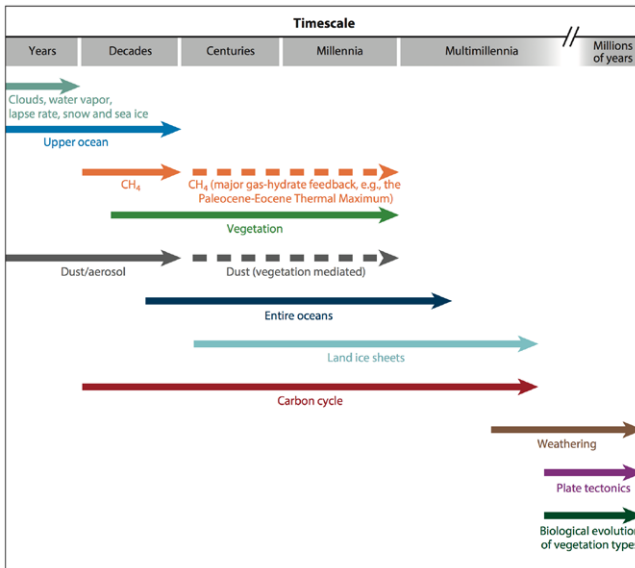 Timescale
Years
Decades
Centuries
Millennia
Multimillennia
Millions
of years
Clouds, water vapor,
lapse rate, snow and sea ice
Upper ocean
CH₄
CH₄ (major gas-hydrate feedback, e.g., the
Paleocene-Eocene Thermal Maximum)
Vegetation
Dust/aerosol
Dust (vegetation mediated)
Entire oceans
Land ice sheets
Carbon cycle
Weathering
Plate tectonics
Biological evolution
of vegetation types